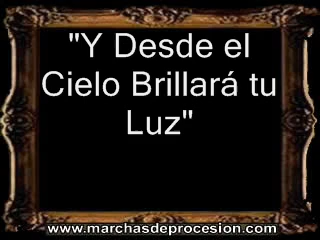 "Y Desde el
Cielo Brillará tu
Luz"
www.marchasdeprocesion.com